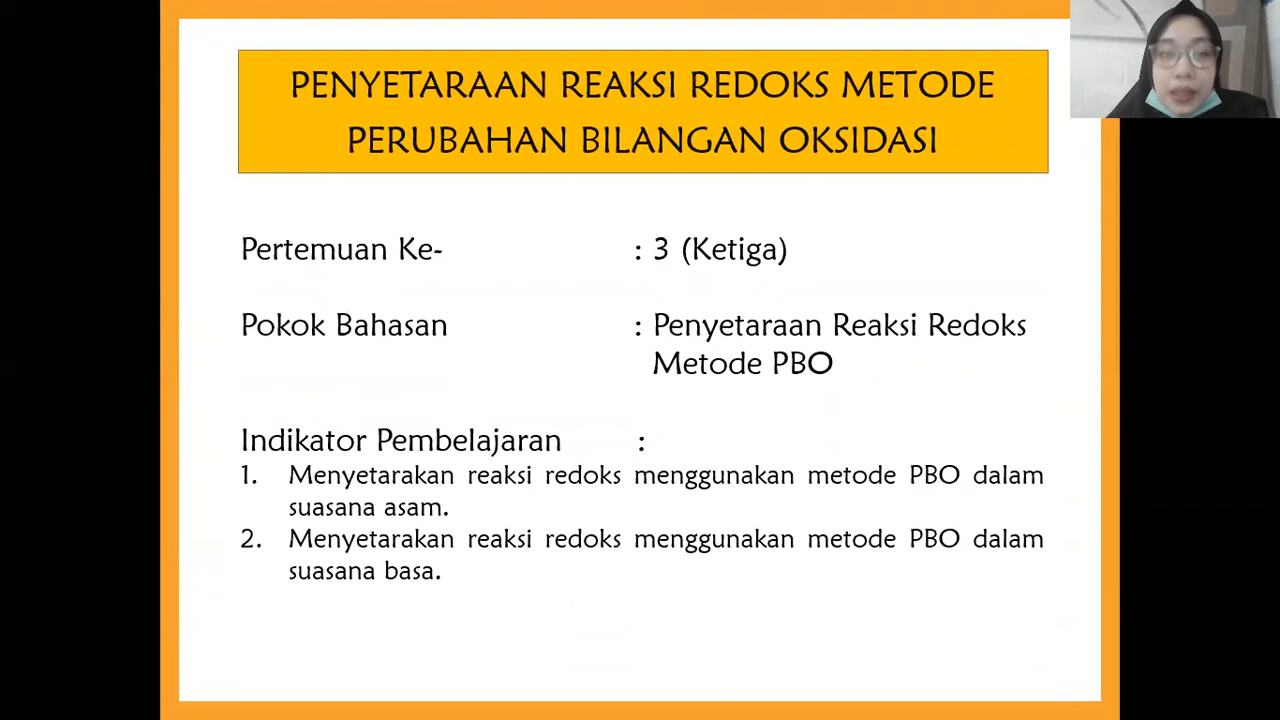 PENYETARAAN REAKSI REDOKS METODE
PERUBAHAN BILANGAN OKSIDASI
Pertemuan Ke- : 3 (Ketiga)
Pokok Bahasan : Penyetaraan Reaksi Redoks
Metode PBO
Indikator Pembelajaran :
1. Menyetarakan reaksi redoks menggunakan metode PBO dalam
suasana asam.
2. Menyetarakan reaksi redoks menggunakan metode PBO dalam
suasana basa.